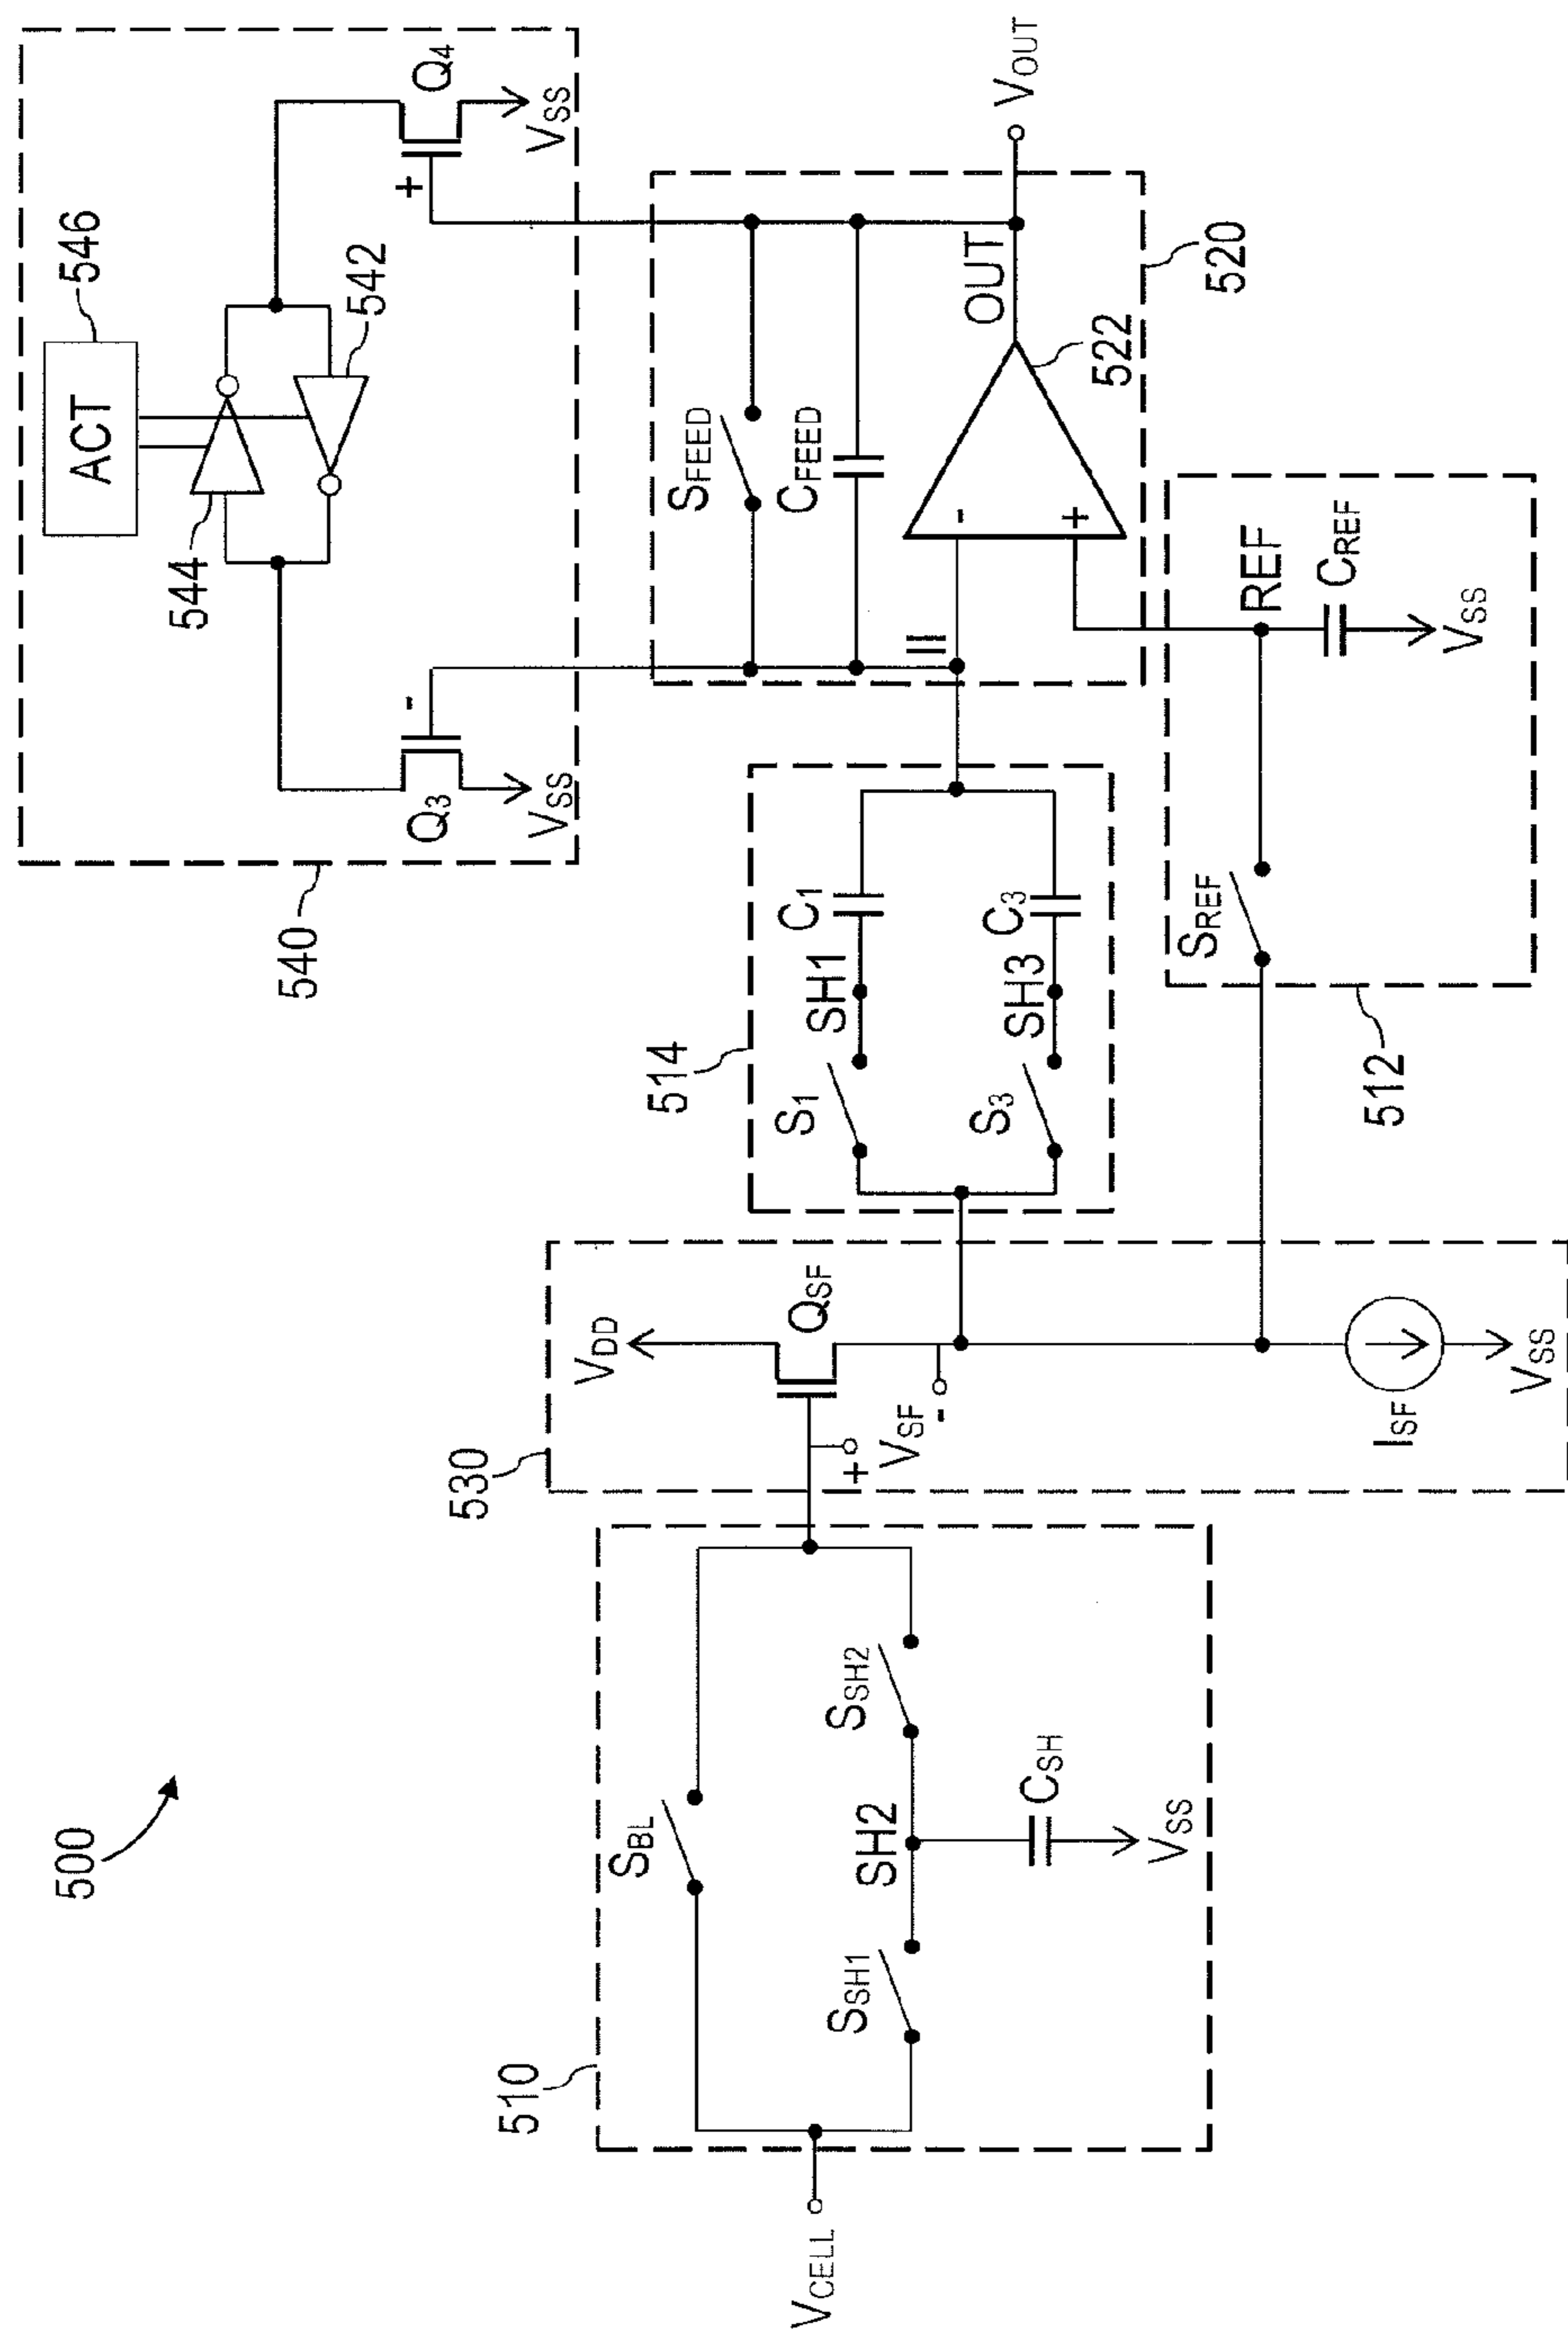 500
ACT
546
544
542
Q3
-
VSS
+
Q4
VSS
540
SFEED
CFEED
II
-
+
OUT
522
VOUT
520
514
S1
SH1
C1
S3
SH3
C3
530
VDD
QSF
+
VSF
-
ISF
VSS
SREF
REF
CREF
VSS
512
510
SBL
SSH1
SH2
SSH2
CSH
VSS
VCELL